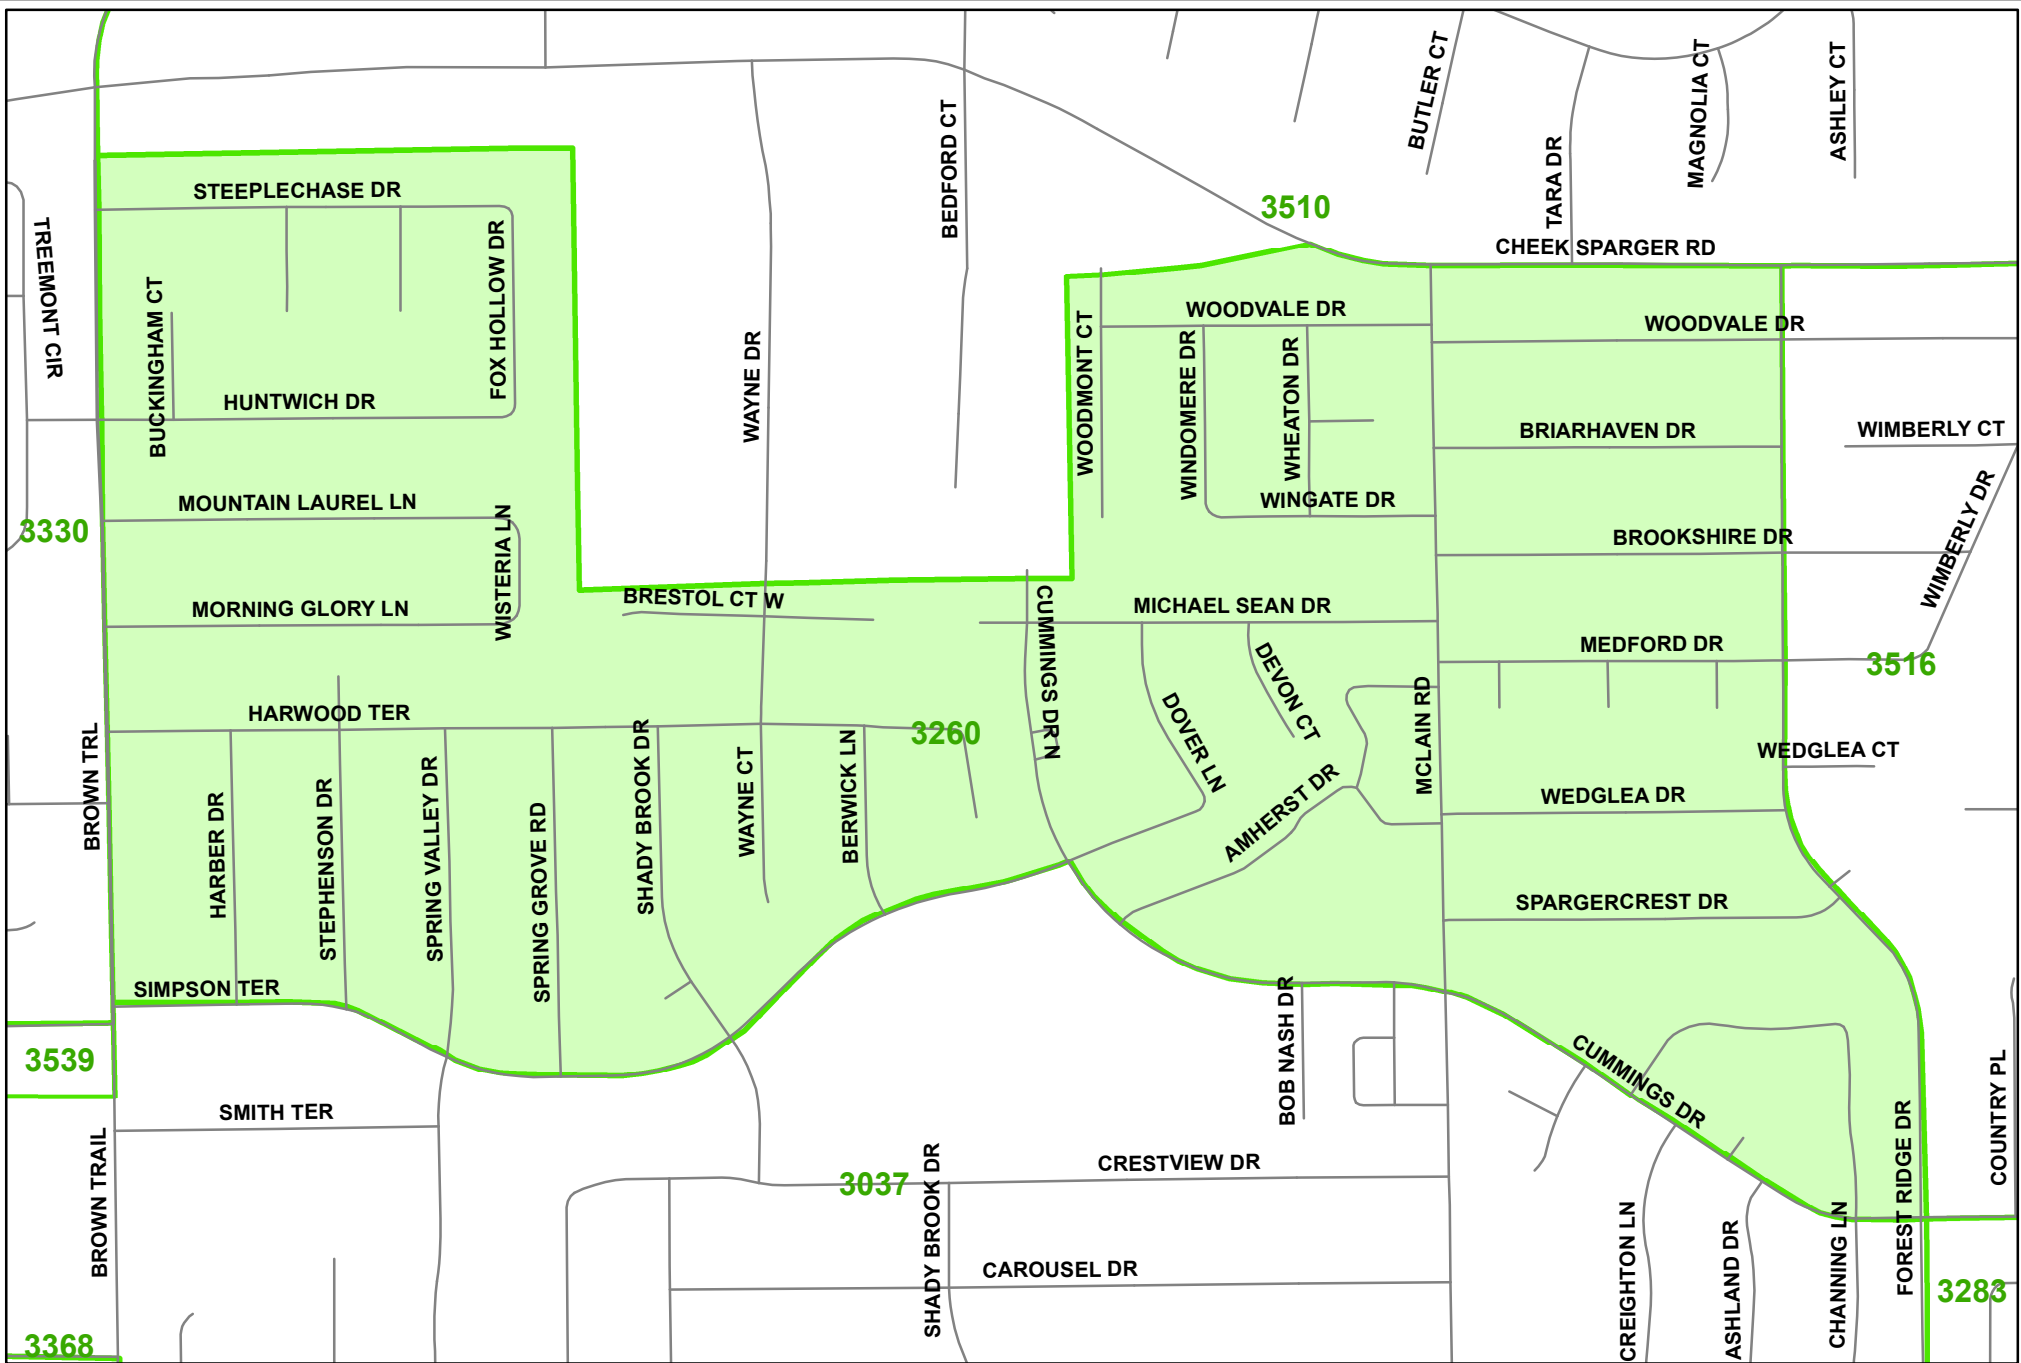 BUTLER CT
MAGNOLIA CT
ASHLEY CT
BEDFORD CT
TARA DR
STEEPLECHASE DR
3510
CHEEK SPARGER RD
TREEMONT CIR
FOX HOLLOW DR
BUCKINGHAM CT
WOODVALE DR
WOODVALE DR
WOODMONT CT
WINDOMERE DR
WHEATON DR
WAYNE DR
HUNTWICH DR
BRIARHAVEN DR
WIMBERLY CT
MOUNTAIN LAUREL LN
WINGATE DR
3330
WISTERIA LN
BROOKSHIRE DR
WIMBERLY DR
MORNING GLORY LN
BRESTOL CT W
CUMMINGS DR N
MICHAEL SEAN DR
DEVON CT
MEDFORD DR
3516
HARWOOD TER
3260
DOVER LN
MCLAIN RD
BROWN TRL
WEDGLEA CT
HARBER DR
STEPHENSON DR
SPRING VALLEY DR
SPRING GROVE RD
SHADY BROOK DR
WAYNE CT
BERWICK LN
AMHERST DR
WEDGLEA DR
SPARGERCREST DR
SIMPSON TER
BOB NASH DR
3539
CUMMINGS DR
COUNTRY PL
SMITH TER
BROWN TRAIL
3037
SHADY BROOK DR
CRESTVIEW DR
FOREST RIDGE DR
CREIGHTON LN
ASHLAND DR
CHANNING LN
CAROUSEL DR
3283
3368